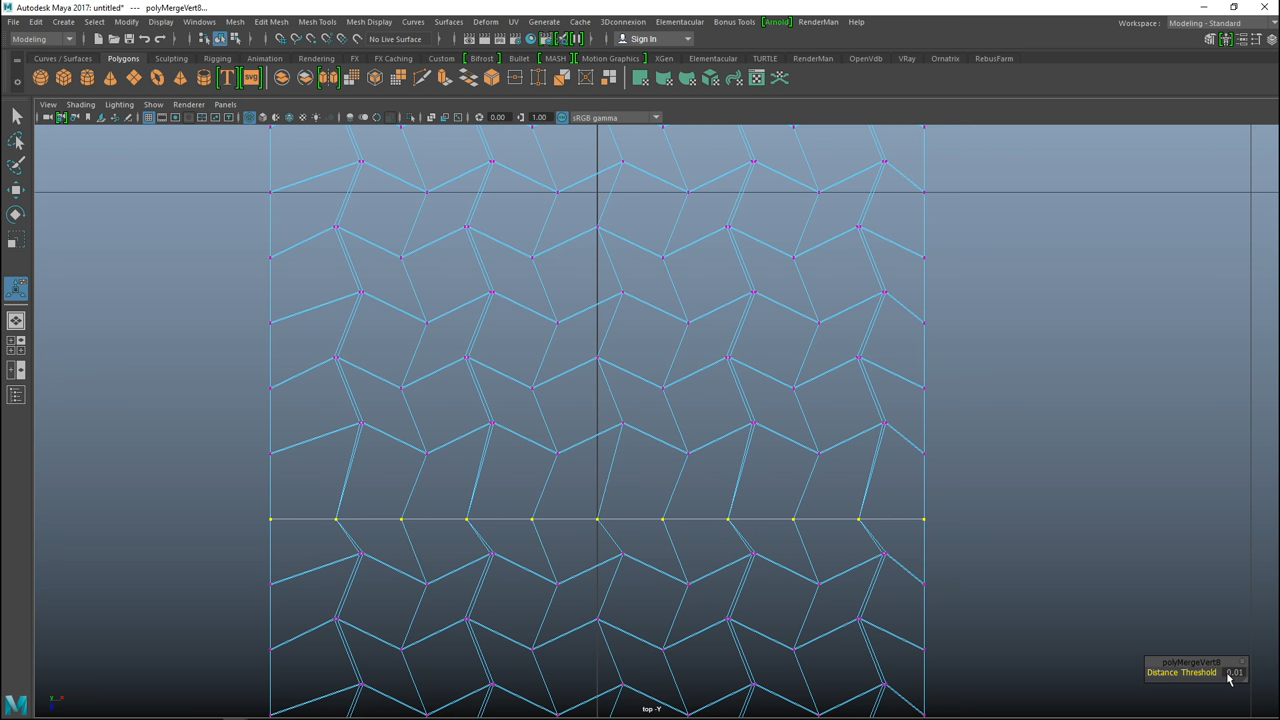 Autodesk Maya 2017: untitled* --- polyMergeVert8...
File Edit Create Select Modify Display Windows Mesh Edit Mesh Mesh Tools Mesh Display Curves Surfaces Deform UV Generate Cache 3Dconnexion Elementacular Bonus Tools [Arnold] RenderMan Help
Workspace : Modeling - Standard
Modeling No Live Surface Sign In
Curves / Surfaces Polygons Sculpting Rigging Animation Rendering FX FX Caching Custom Bifrost Bullet MASH Motion Graphics XGen Elementacular TURTLE RenderMan OpenVdb VRay Ornatrix RebusFarm
T svg
View Shading Lighting Show Renderer Panels
0.00 1.00 sRGB gamma
polyMergeVert8
Distance Threshold 0.01
top -Y